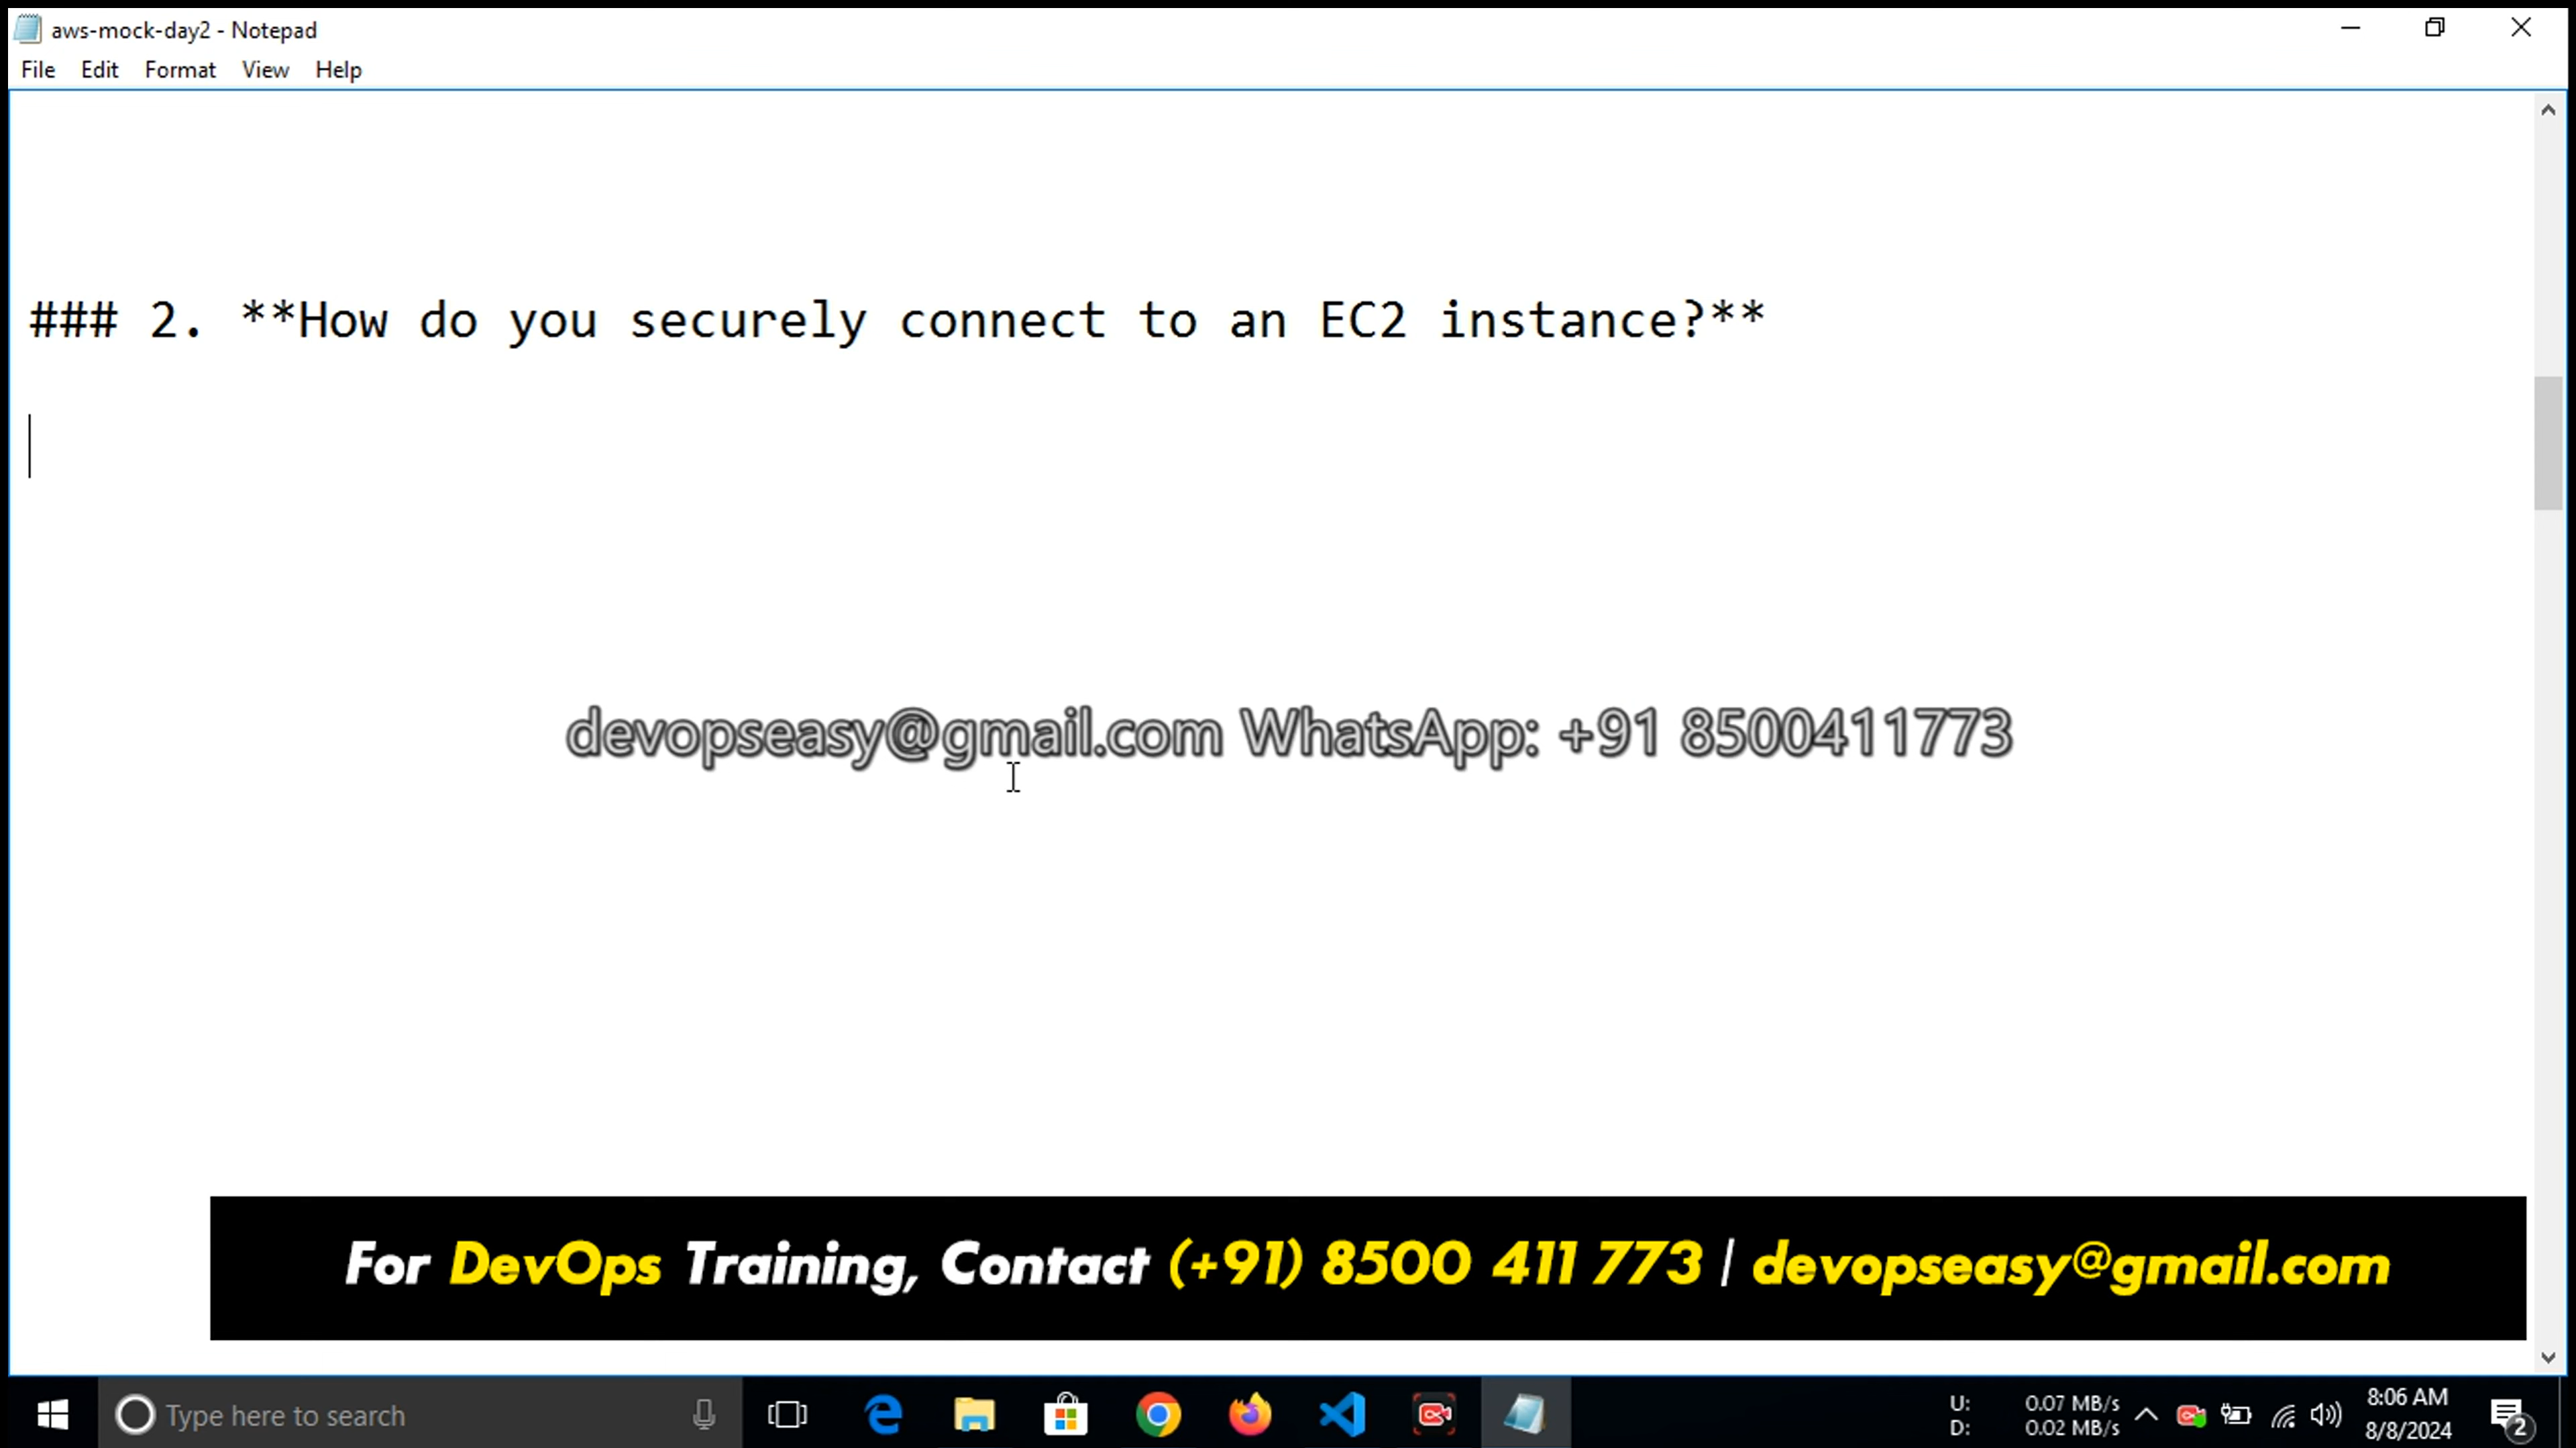 aws-mock-day2 - Notepad
File Edit Format View Help
### 2. **How do you securely connect to an EC2 instance?**
devopseasy@gmail.com WhatsApp: +91 8500411773
For DevOps Training, Contact (+91) 8500 411 773 | devopseasy@gmail.com
Type here to search
U: 0.07 MB/s
D: 0.02 MB/s
8:06 AM
8/8/2024
2